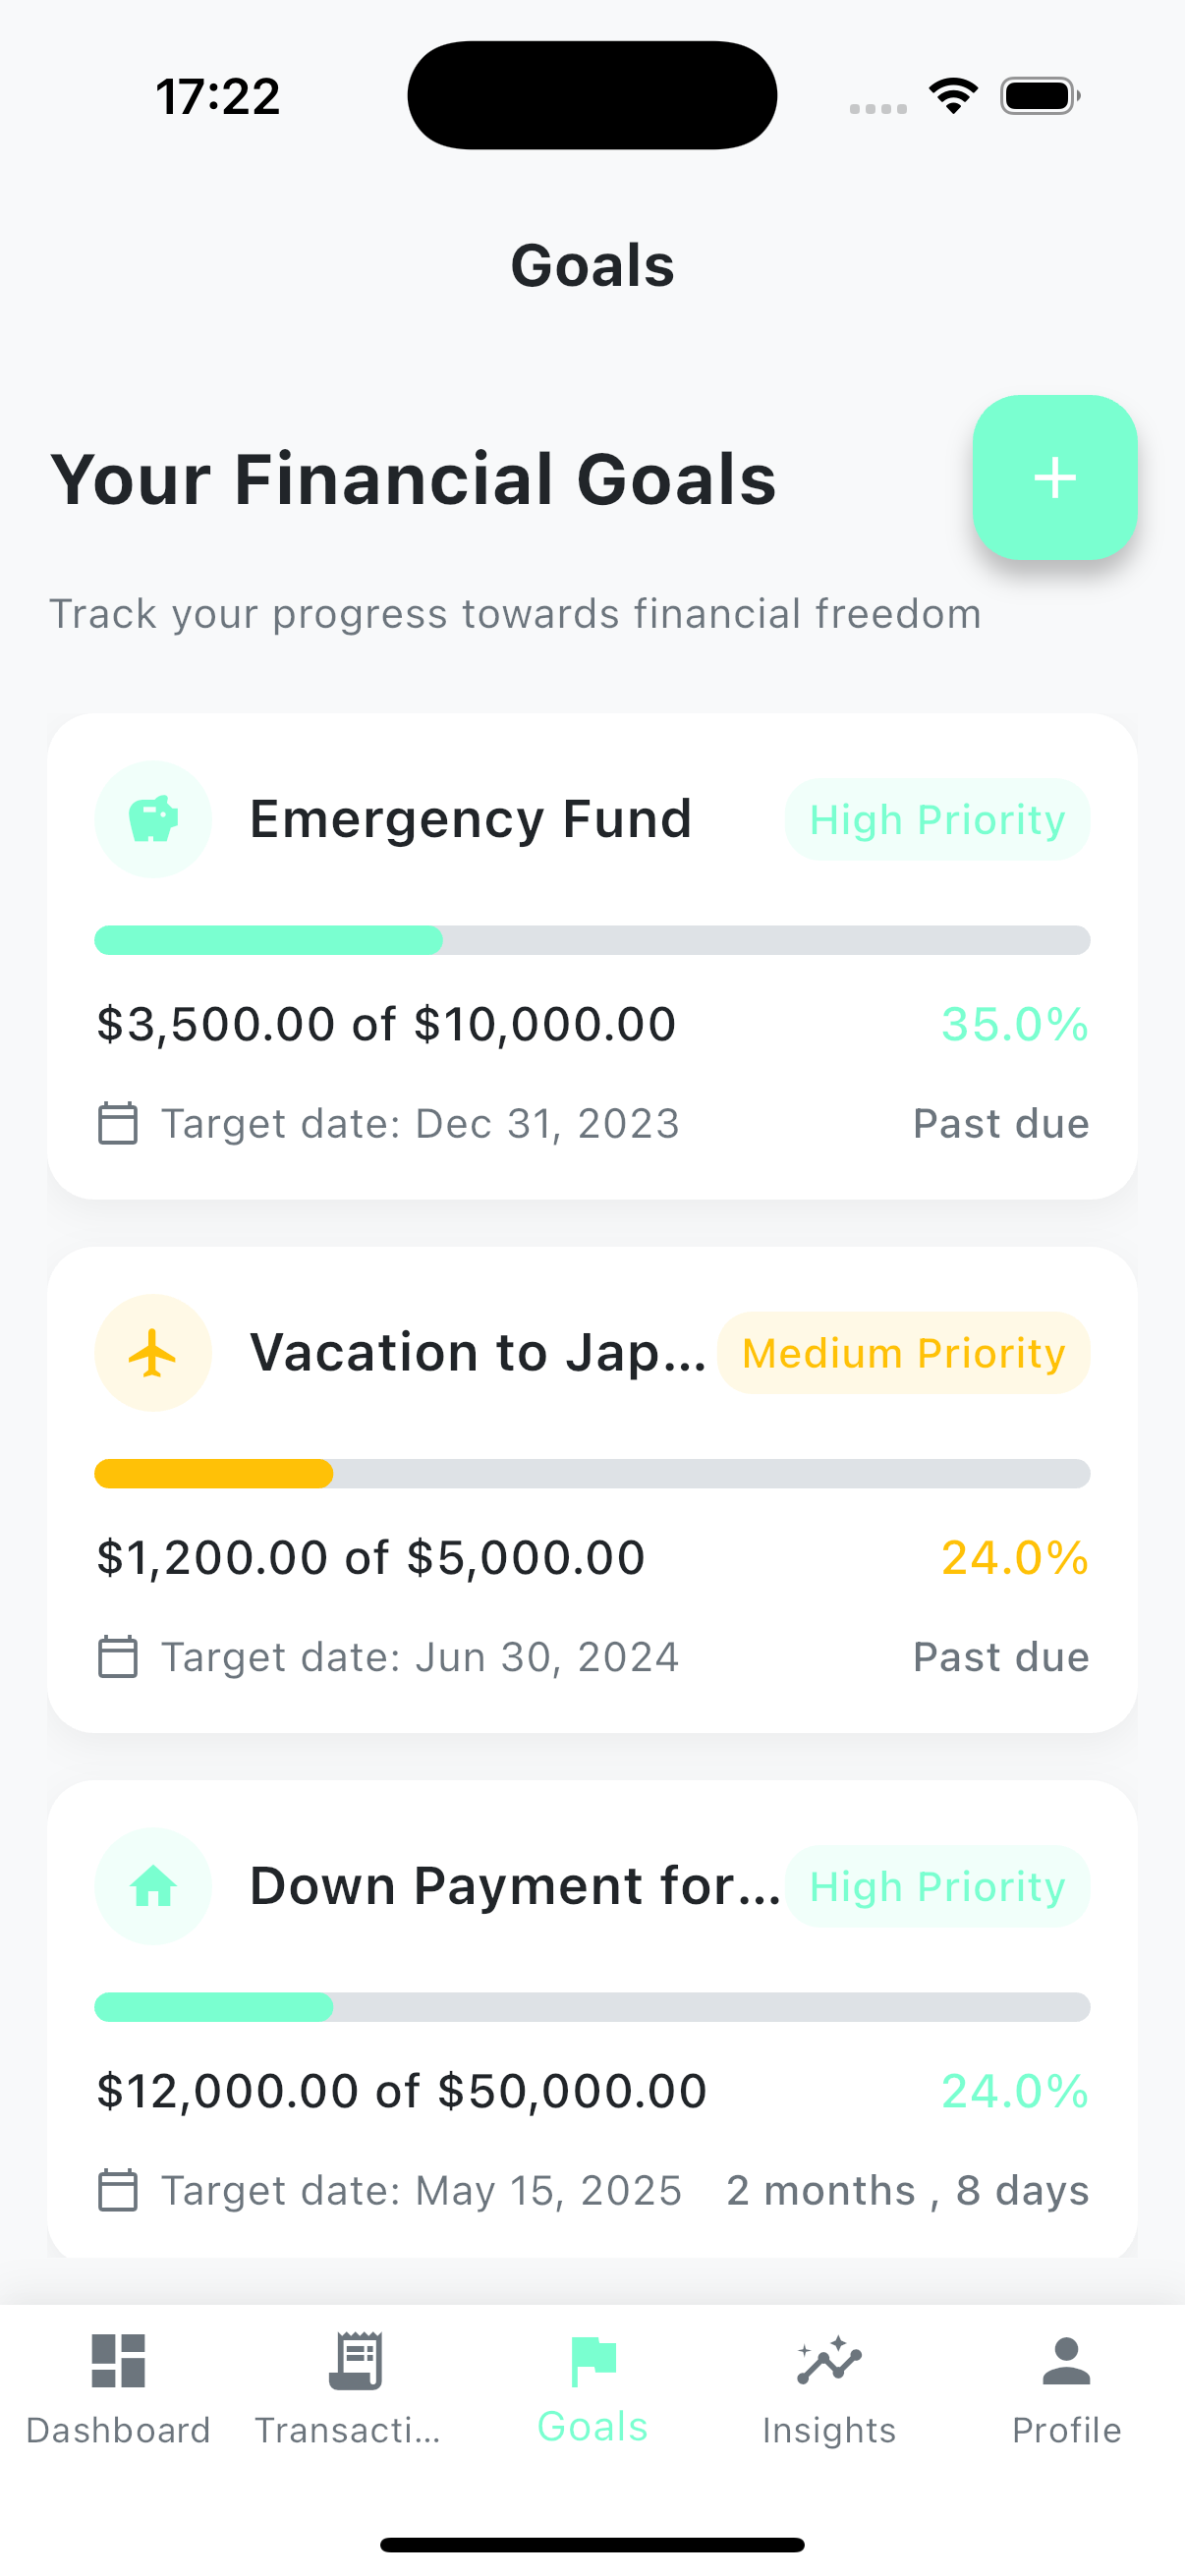 17:22
Goals
Your Financial Goals
+
Track your progress towards financial freedom
Emergency Fund High Priority
$3,500.00 of $10,000.00 35.0%
Target date: Dec 31, 2023 Past due
Vacation to Jap... Medium Priority
$1,200.00 of $5,000.00 24.0%
Target date: Jun 30, 2024 Past due
Down Payment for... High Priority
$12,000.00 of $50,000.00 24.0%
Target date: May 15, 2025 2 months , 8 days
Dashboard Transacti... Goals Insights Profile